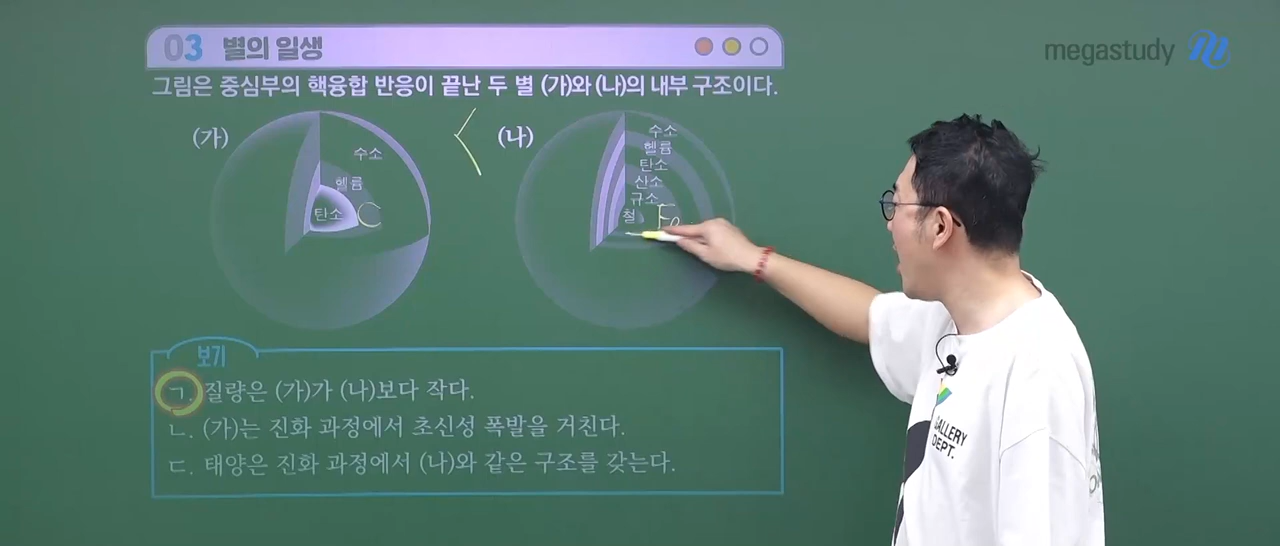 03 별의 일생
megastudy
그림은 중심부의 핵융합 반응이 끝난 두 별 (가)와 (나)의 내부 구조이다.
(가)
수소
헬륨
탄소 C
<
(나)
수소
헬륨
탄소
산소
규소
철 Fe
보기
ㄱ. 질량은 (가)가 (나)보다 작다.
ㄴ. (가)는 진화 과정에서 초신성 폭발을 거친다.
ㄷ. 태양은 진화 과정에서 (나)와 같은 구조를 갖는다.
GALLERY
DEPT.